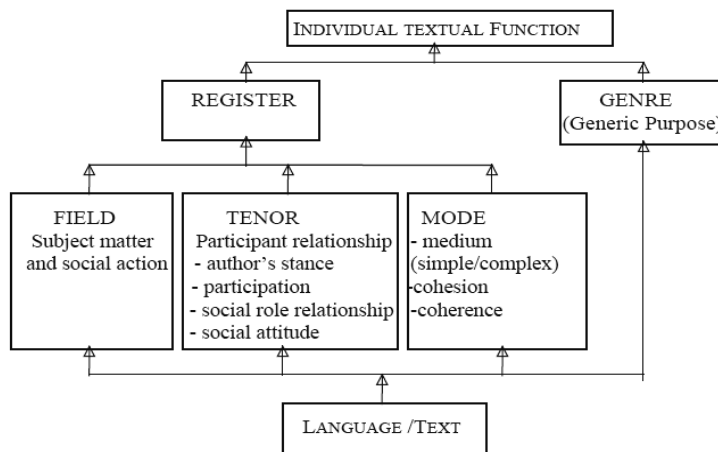 INDIVIDUAL TEXTUAL FUNCTION
REGISTER
GENRE
(Generic Purpose)
FIELD
Subject matter
and social action
TENOR
Participant relationship
- author's stance
- participation
- social role relationship
- social attitude
MODE
- medium
(simple/complex)
-cohesion
-coherence
LANGUAGE /TEXT